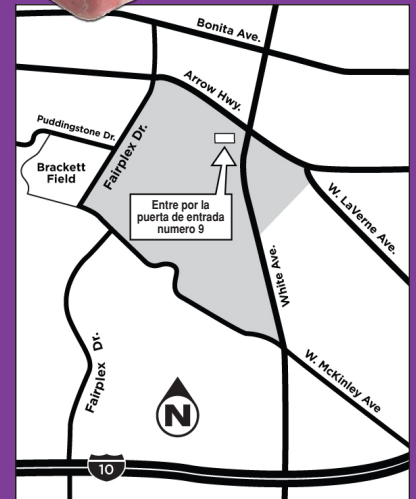 Bonita Ave.
Arrow Hwy.
Puddingstone Dr.
Fairplex Dr.
Brackett
Field
Entre por la
puerta de entrada
numero 9
W. LaVerne Ave.
White Ave.
Fairplex Dr.
W. McKinley Ave
N
10